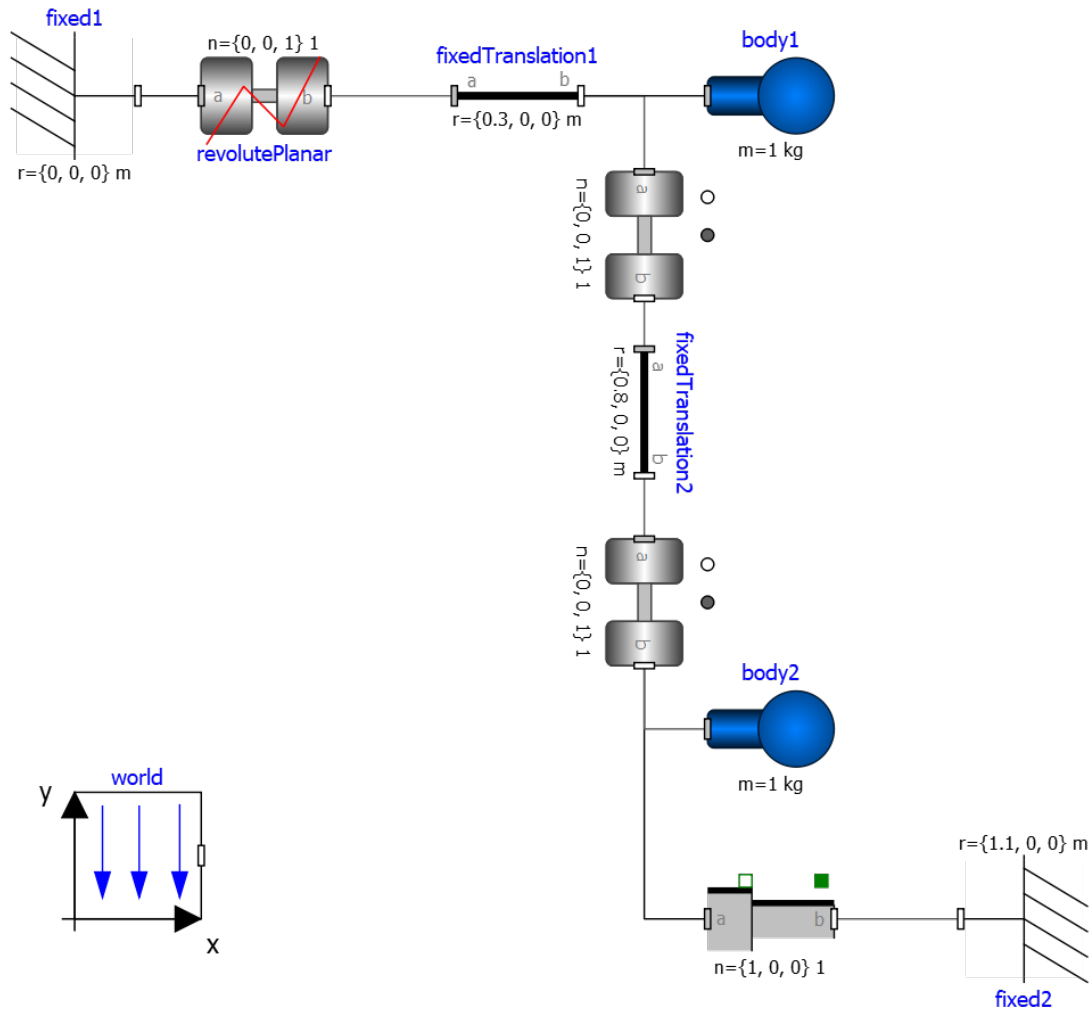 fixed1
n={0, 0, 1} 1
a
b
revolutePlanar
r={0, 0, 0} m
fixedTranslation1
a
b
r={0.3, 0, 0} m
body1
m=1 kg
a
n={0, 0, 1} 1
b
a
r={0.8, 0, 0} m
fixedTranslation2
b
a
n={0, 0, 1} 1
b
body2
m=1 kg
world
y
x
a
b
n={1, 0, 0} 1
r={1.1, 0, 0} m
fixed2